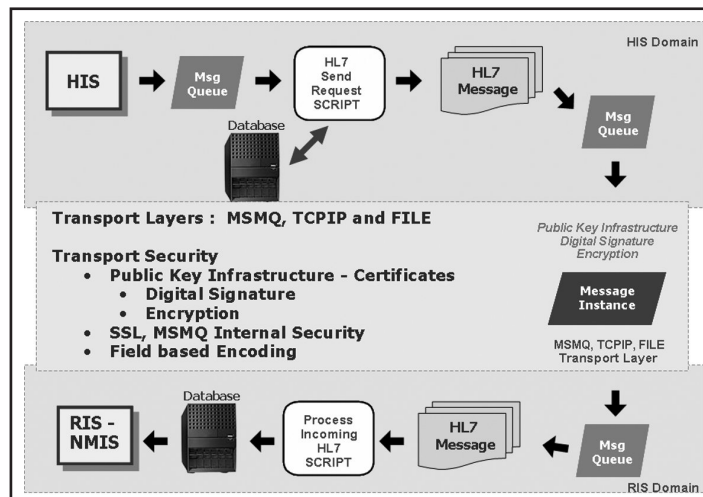 HIS Domain
HIS
Msg
Queue
HL7
Send
Request
SCRIPT
HL7
Message
Msg
Queue
Database
Transport Layers : MSMQ, TCPIP and FILE
Transport Security
• Public Key Infrastructure - Certificates
• Digital Signature
• Encryption
• SSL, MSMQ Internal Security
• Field based Encoding
Public Key Infrastructure
Digital Signature
Encryption
Message
Instance
MSMQ, TCPIP, FILE
Transport Layer
RIS -
NMIS
Database
Process
Incoming
HL7
SCRIPT
HL7
Message
Msg
Queue
RIS Domain